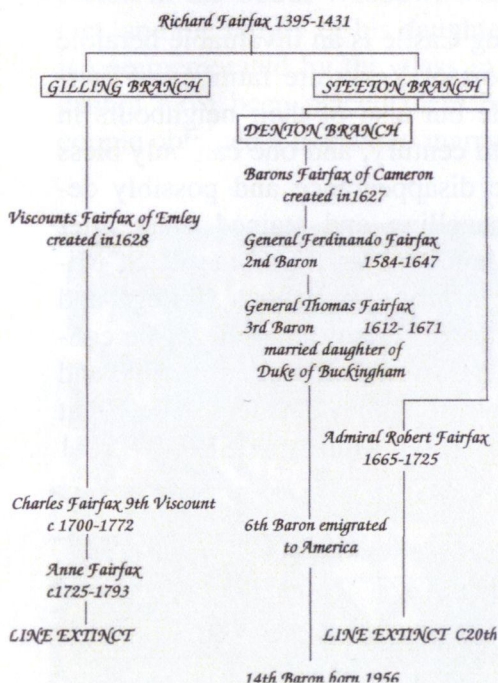 Richard Fairfax 1395-1431
GILLING BRANCH
STEETON BRANCH
DENTON BRANCH
Barons Fairfax of Cameron
created in1627
Viscounts Fairfax of Emley
created in1628
General Ferdinando Fairfax
2nd Baron 1584-1647
General Thomas Fairfax
3rd Baron 1612- 1671
married daughter of
Duke of Buckingham
Admiral Robert Fairfax
1665-1725
Charles Fairfax 9th Viscount
c 1700-1772
6th Baron emigrated
to America
Anne Fairfax
c1725-1793
LINE EXTINCT
LINE EXTINCT C20th
14th Baron born 1956